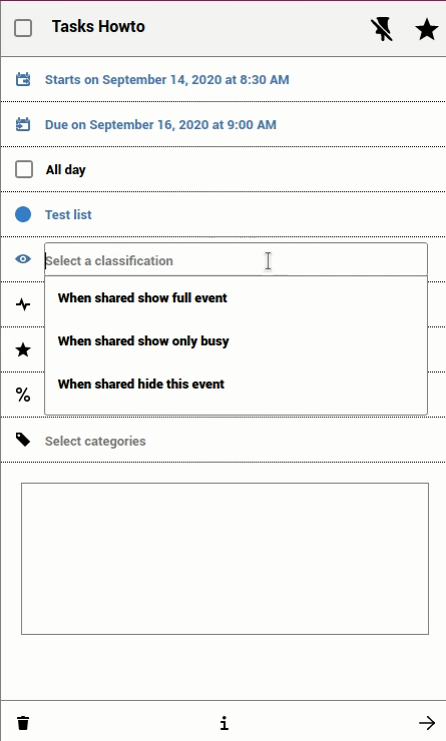 Tasks Howto
Starts on September 14, 2020 at 8:30 AM
Due on September 16, 2020 at 9:00 AM
All day
Test list
Select a classification
When shared show full event
When shared show only busy
When shared hide this event
%
Select categories